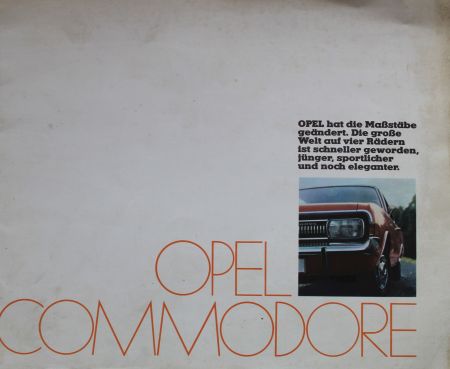 OPEL hat die Maßstäbe
geändert. Die große
Welt auf vier Rädern
ist schneller geworden,
jünger, sportlicher
und noch eleganter.
OPEL
COMMODORE